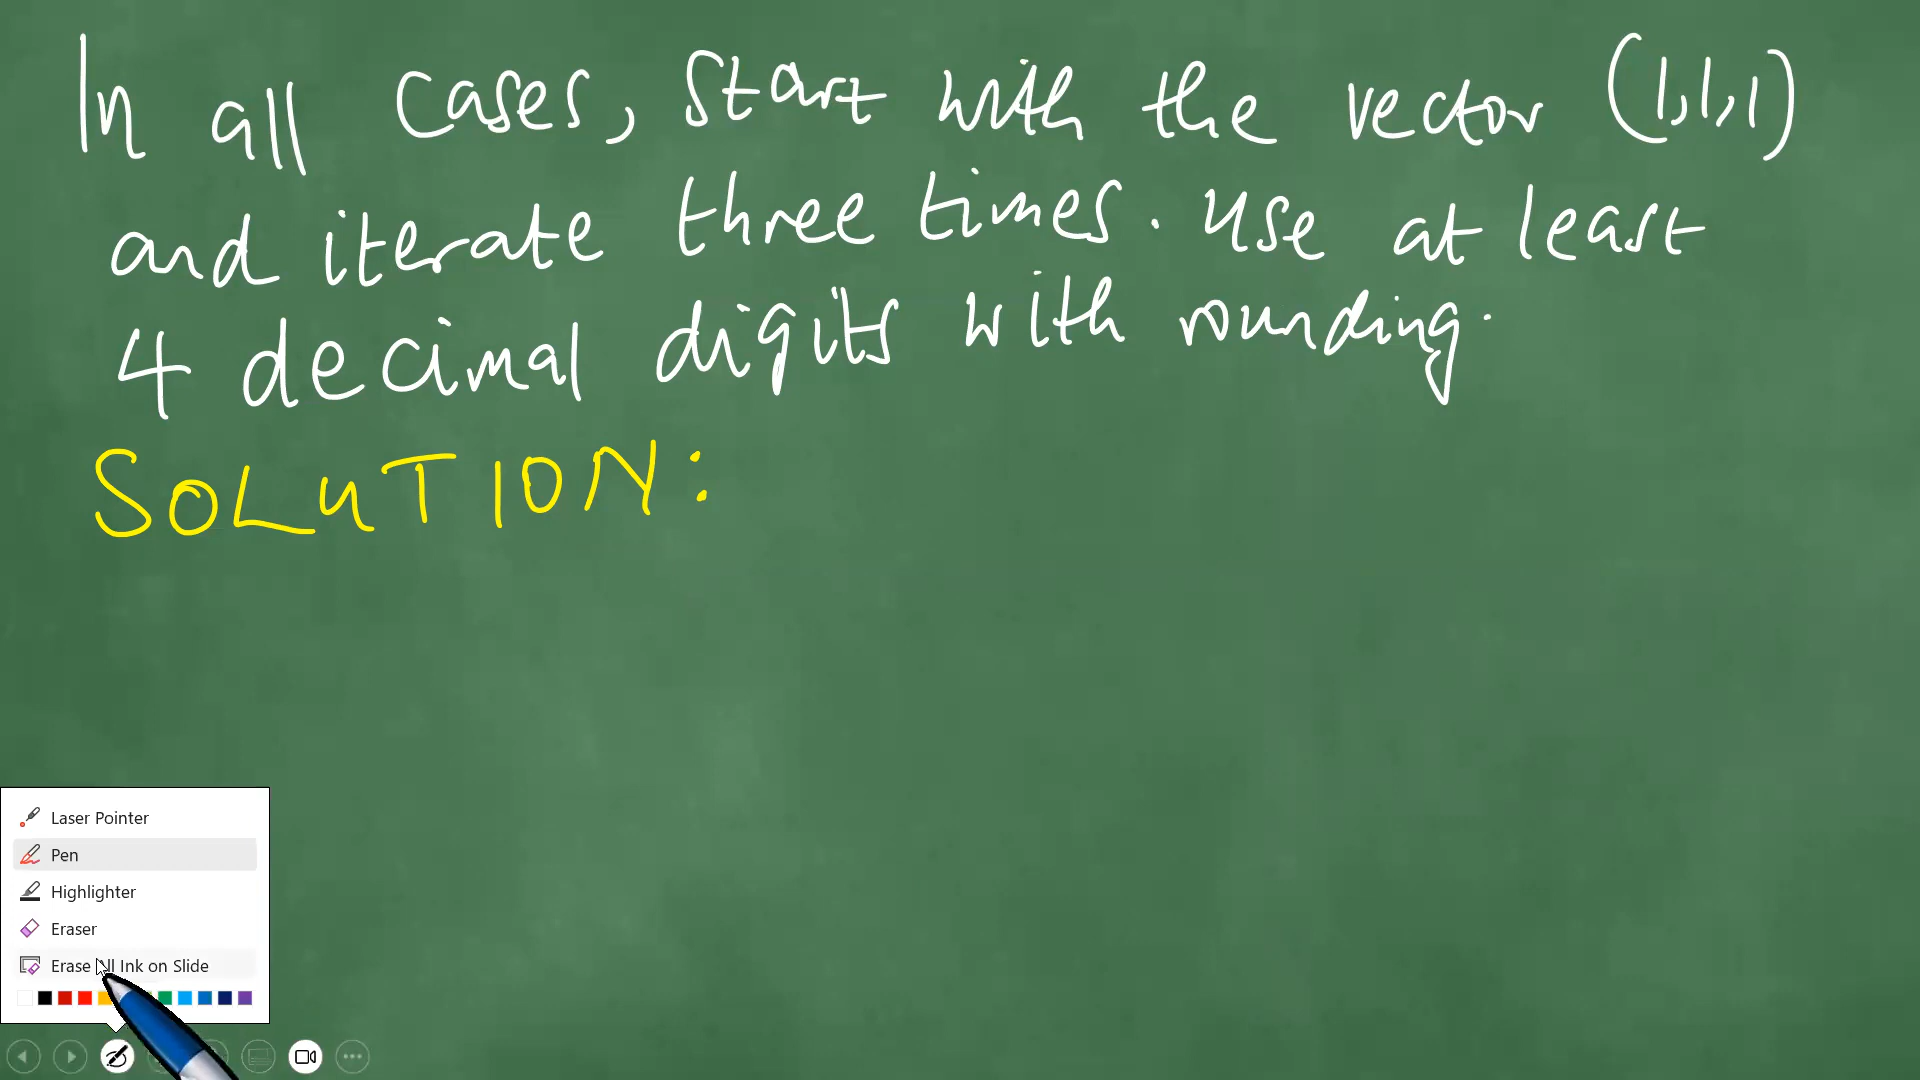 In all cases, start with the vector (1,1,1)
and iterate three times. Use at least
4 decimal digits with rounding.
SOLUTION:
Laser Pointer
Pen
Highlighter
Eraser
Erase All Ink on Slide